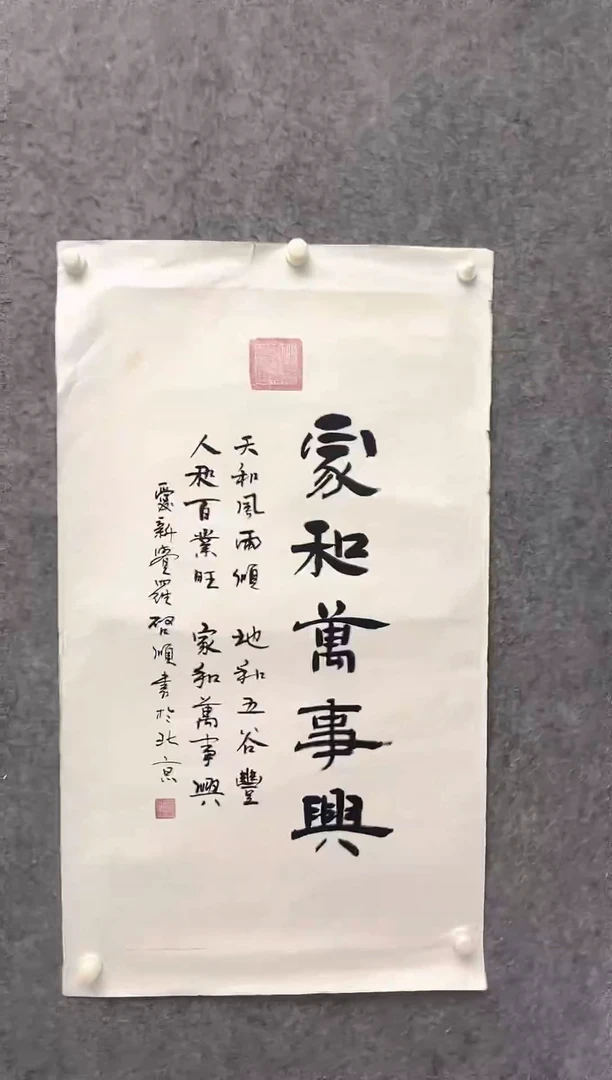 家和萬事興
天和風雨順 地和五谷豐
人和百業旺 家和萬事興
愛新覺羅啓順書於北京